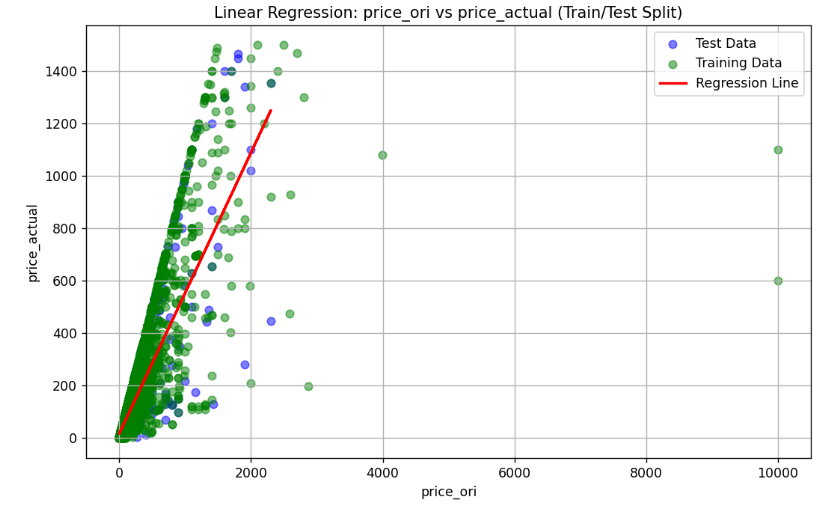 Linear Regression: price_ori vs price_actual (Train/Test Split)
Test Data
Training Data
Regression Line
1400
1200
1000
800
600
400
200
0
price_actual
0 2000 4000 6000 8000 10000
price_ori